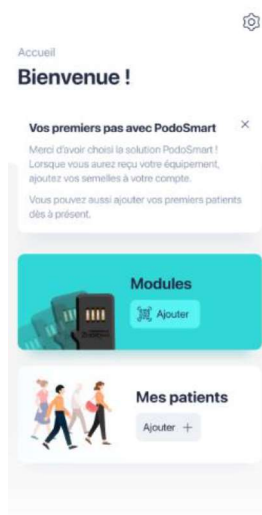 Accueil
Bienvenue !
Vos premiers pas avec PodoSmart
Merci d'avoir choisi la solution PodoSmart !
Lorsque vous aurez reçu votre équipement,
ajoutez vos semelles à votre compte.
Vous pouvez aussi ajouter vos premiers patients
dès à présent.
Modules
Ajouter
Mes patients
Ajouter +